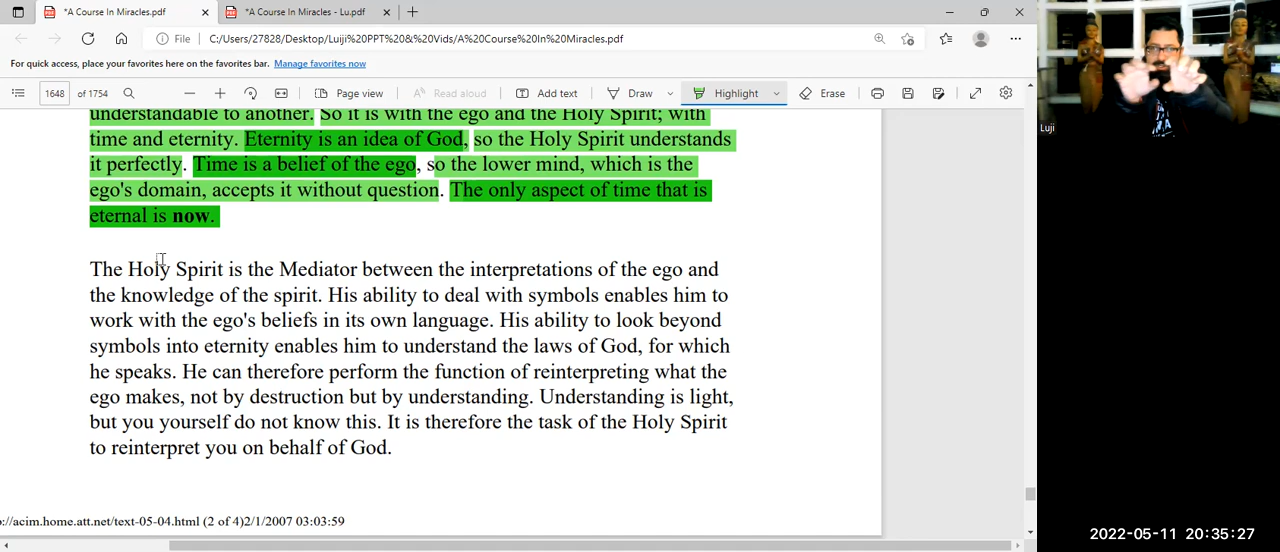 *A Course In Miracles.pdf
*A Course In Miracles - Lu.pdf
File
C:/Users/27828/Desktop/Luiji%20PPT%20&%20Vids/A%20Course%20In%20Miracles.pdf
For quick access, place your favorites here on the favorites bar. Manage favorites now
1648 of 1754
Page view
Read aloud
Add text
Draw
Highlight
Erase
understandable to another. So it is with the ego and the Holy Spirit; with
time and eternity. Eternity is an idea of God, so the Holy Spirit understands
it perfectly. Time is a belief of the ego, so the lower mind, which is the
ego's domain, accepts it without question. The only aspect of time that is
eternal is now.
The Holy Spirit is the Mediator between the interpretations of the ego and
the knowledge of the spirit. His ability to deal with symbols enables him to
work with the ego's beliefs in its own language. His ability to look beyond
symbols into eternity enables him to understand the laws of God, for which
he speaks. He can therefore perform the function of reinterpreting what the
ego makes, not by destruction but by understanding. Understanding is light,
but you yourself do not know this. It is therefore the task of the Holy Spirit
to reinterpret you on behalf of God.
://acim.home.att.net/text-05-04.html (2 of 4)2/1/2007 03:03:59
Luji
2022-05-11 20:35:27